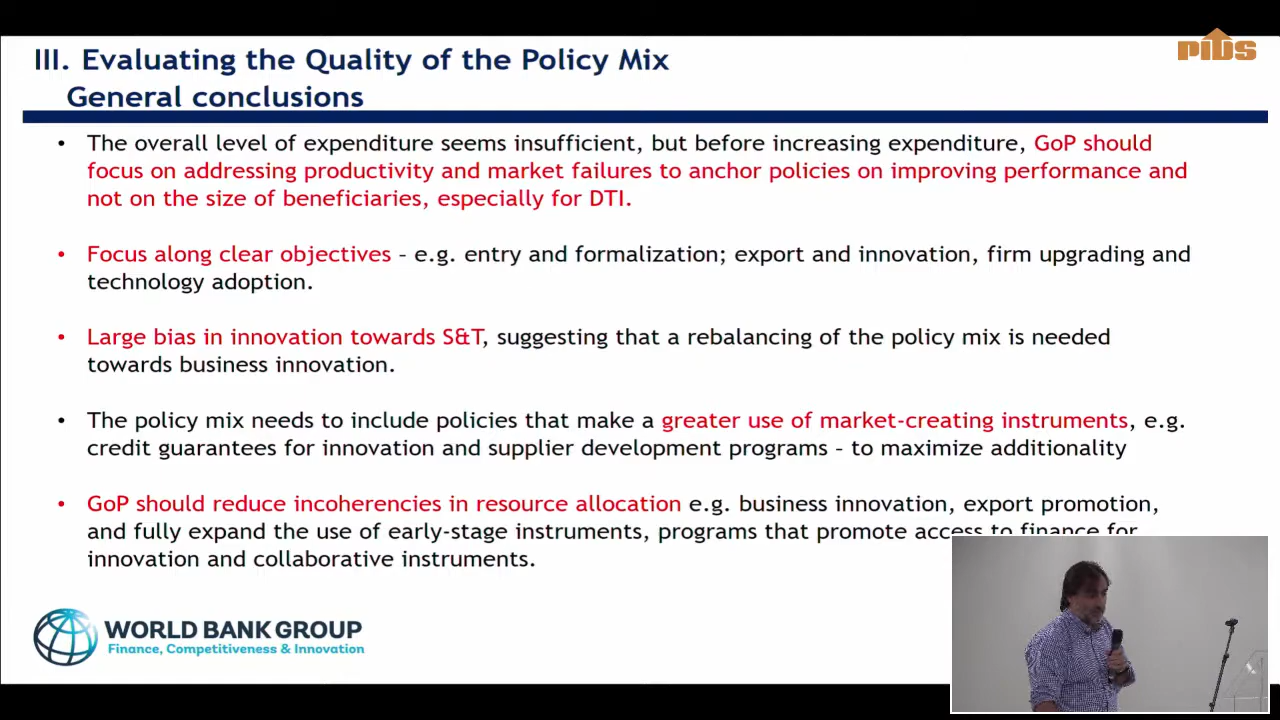 III. Evaluating the Quality of the Policy Mix
General conclusions
PIDS
• The overall level of expenditure seems insufficient, but before increasing expenditure, GoP should
focus on addressing productivity and market failures to anchor policies on improving performance and
not on the size of beneficiaries, especially for DTI.
• Focus along clear objectives – e.g. entry and formalization; export and innovation, firm upgrading and
technology adoption.
• Large bias in innovation towards S&T, suggesting that a rebalancing of the policy mix is needed
towards business innovation.
• The policy mix needs to include policies that make a greater use of market-creating instruments, e.g.
credit guarantees for innovation and supplier development programs – to maximize additionality
• GoP should reduce incoherencies in resource allocation e.g. business innovation, export promotion,
and fully expand the use of early-stage instruments, programs that promote access to finance for
innovation and collaborative instruments.
WORLD BANK GROUP
Finance, Competitiveness & Innovation